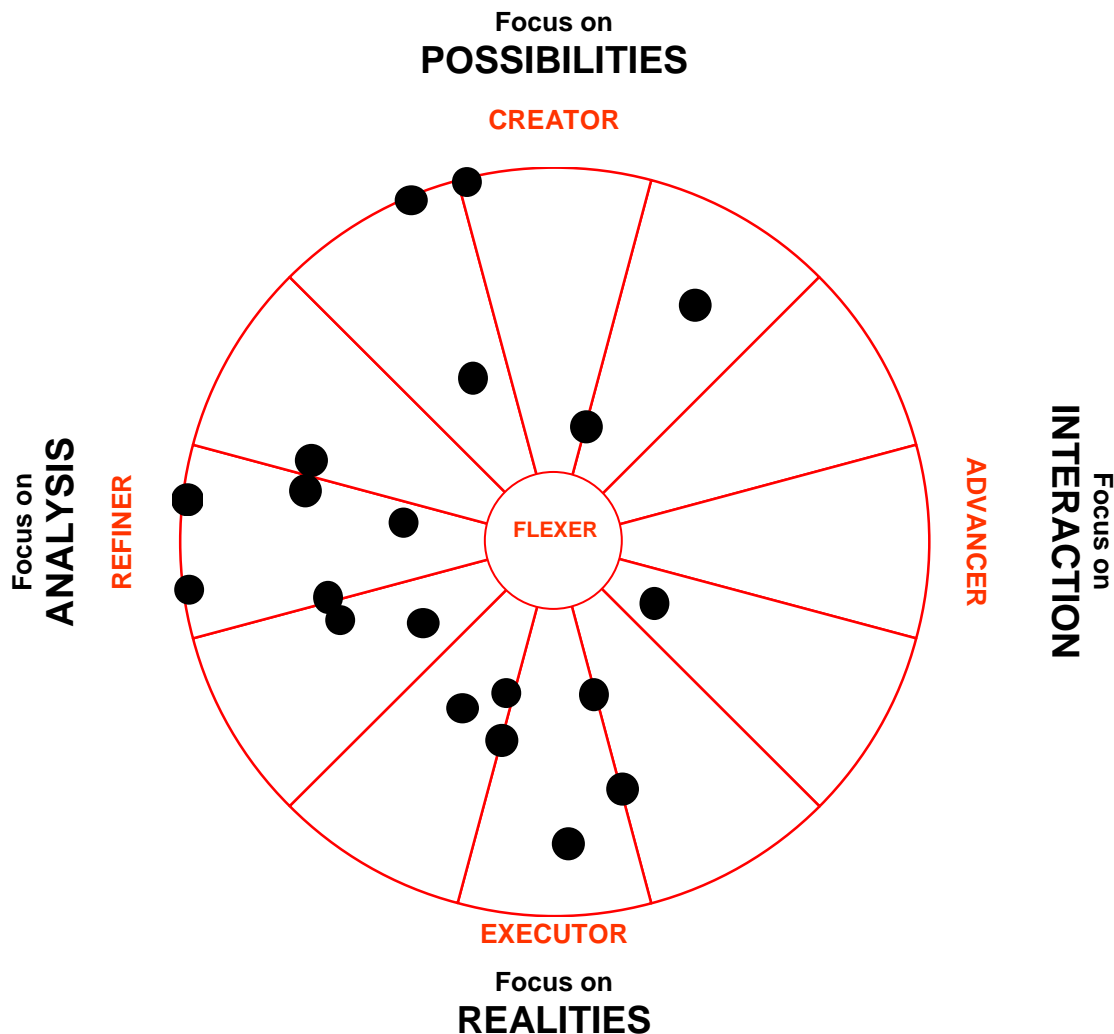 Focus on
POSSIBILITIES
CREATOR
Focus on
ANALYSIS
REFINER
FLEXER
ADVANCER
Focus on
INTERACTION
EXECUTOR
Focus on
REALITIES